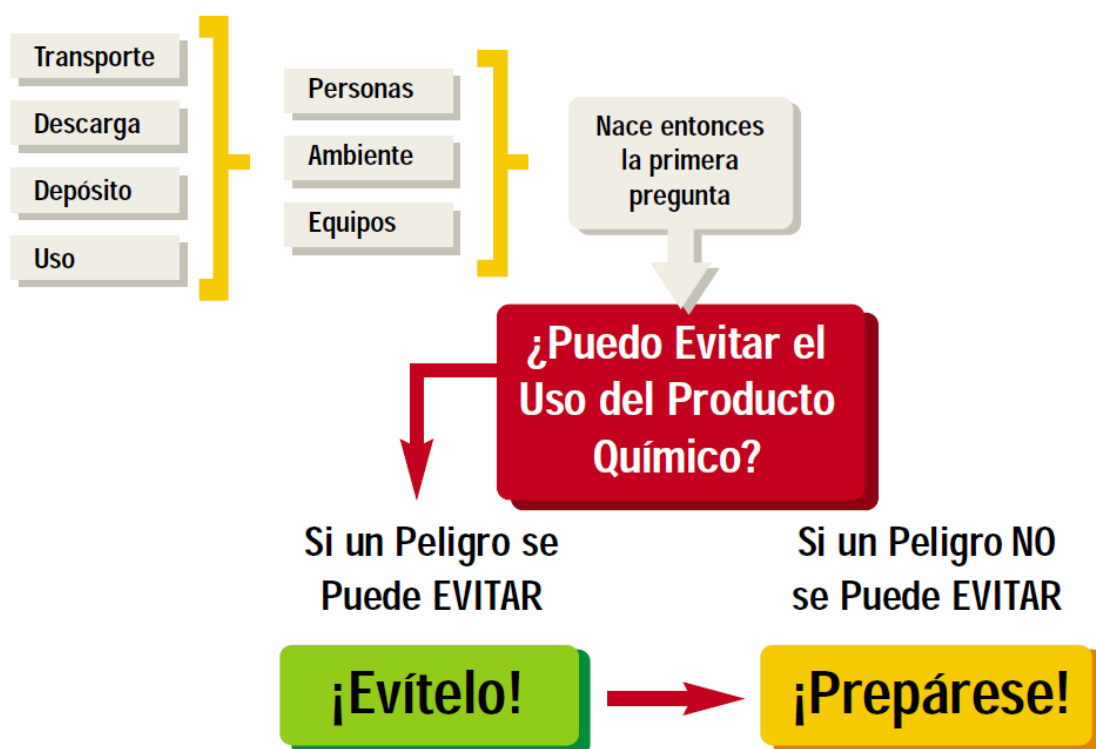 Transporte
Descarga
Depósito
Uso
Personas
Ambiente
Equipos
Nace entonces
la primera
pregunta
¿Puedo Evitar el
Uso del Producto
Químico?
Si un Peligro se
Puede EVITAR
¡Evítelo!
Si un Peligro NO
se Puede EVITAR
¡Prepárese!